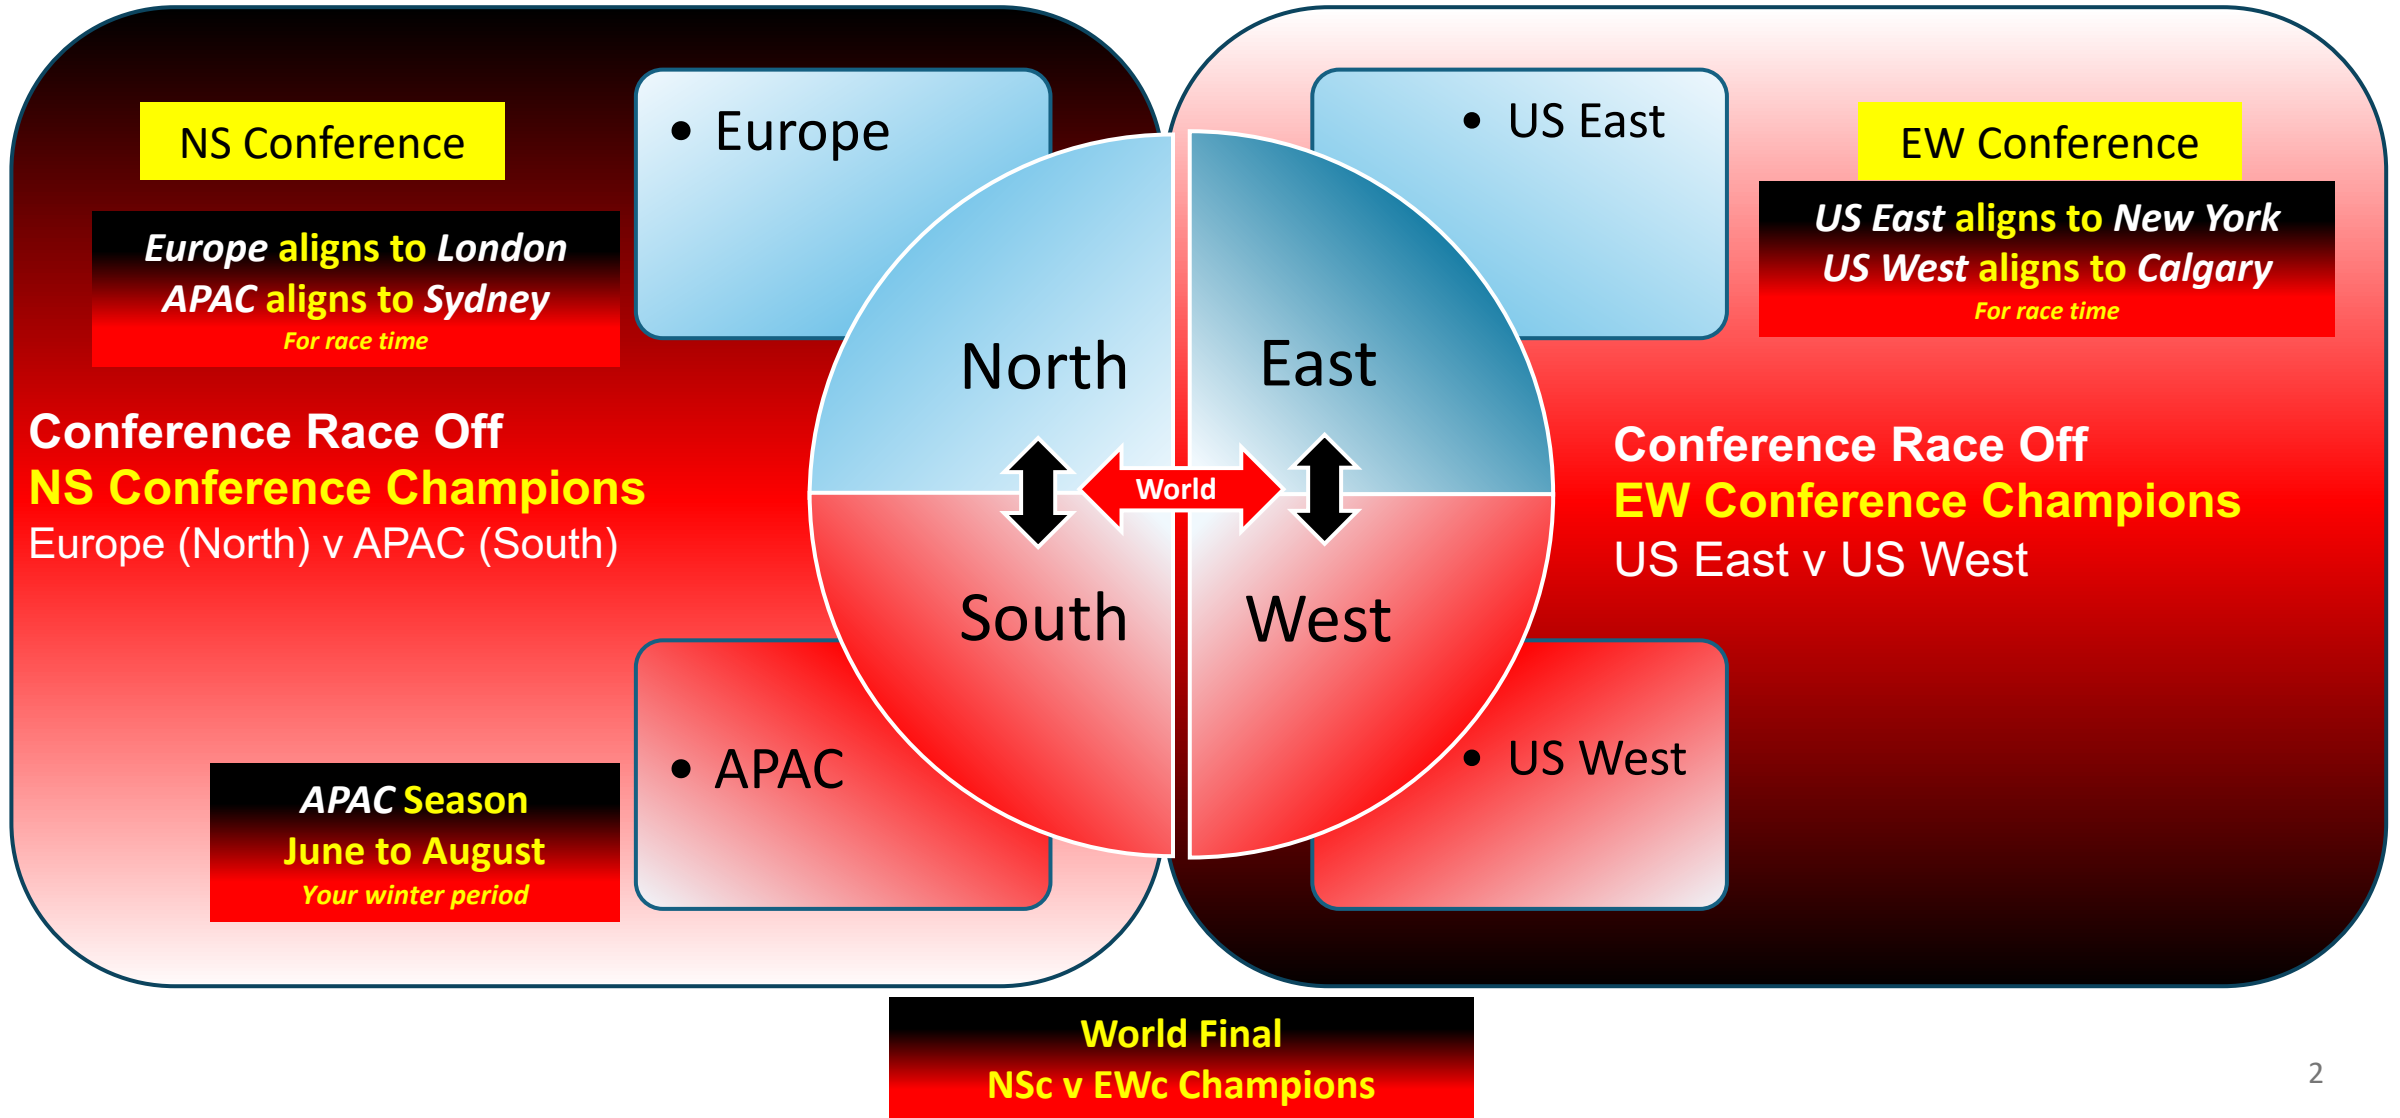 NS Conference
Europe aligns to London
APAC aligns to Sydney
For race time
Conference Race Off
NS Conference Champions
Europe (North) v APAC (South)
APAC Season
June to August
Your winter period
• Europe
• APAC
North
South
World
East
West
• US East
• US West
EW Conference
US East aligns to New York
US West aligns to Calgary
For race time
Conference Race Off
EW Conference Champions
US East v US West
World Final
NSc v EWc Champions
2